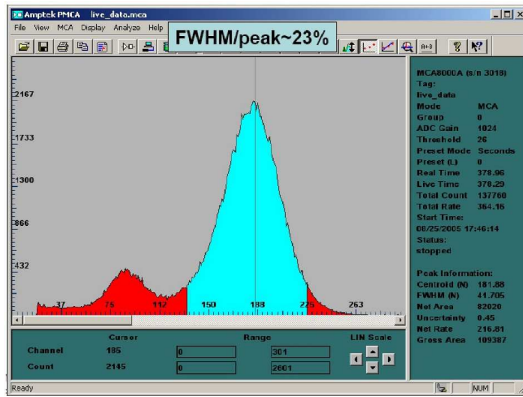 Amptek PMCA live_data.mca
File View MCA Display Analyze Help
FWHM/peak~23%
2167
1733
1300
866
432
37 75 112 150 188 225 263
MCA8000A (s/n 3018)
Tag:
live_data
Mode MCA
Group 0
ADC Gain 1024
Threshold 26
Preset Mode Seconds
Preset (L) 0
Real Time 378.96
Live Time 378.29
Total Count 137760
Total Rate 364.16
Start Time:
08/25/2005 17:46:14
Status:
stopped
Peak Information:
Centroid (N) 181.88
FWHM (N) 41.705
Net Area 82020
Uncertainty 0.45
Net Rate 216.81
Gross Area 109387
Cursor Range LIN Scale
Channel 185 0 301
Count 2145 0 2601
Ready NUM